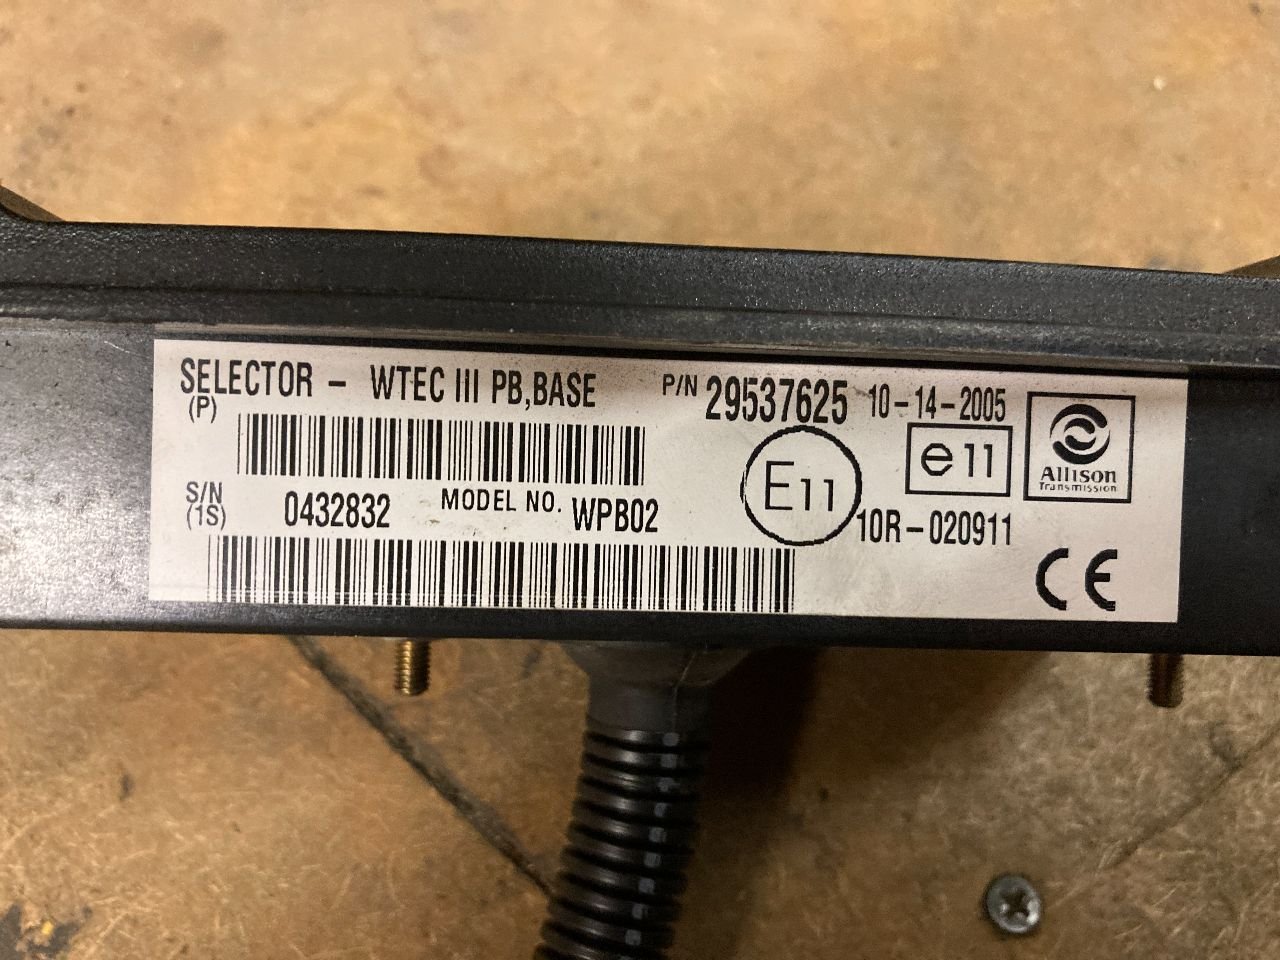 SELECTOR - WTEC III PB,BASE P/N 29537625 10-14-2005
(P)
e11
Allison
Transmission
S/N 0432832 MODEL NO. WPB02
(1S)
E11
10R-020911
CE